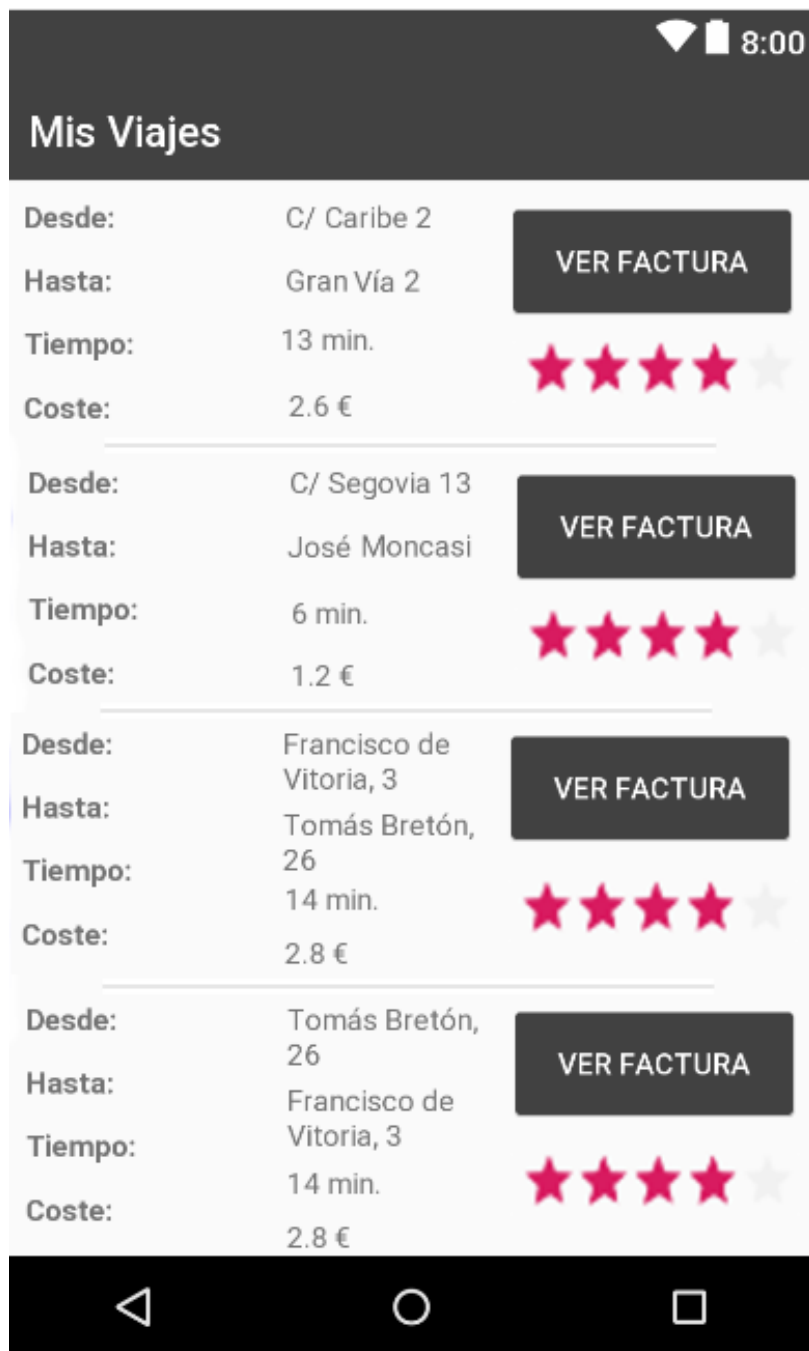 8:00
Mis Viajes
Desde: C/ Caribe 2
VER FACTURA
Hasta: Gran Vía 2
Tiempo: 13 min.
Coste: 2.6 €
Desde: C/ Segovia 13
VER FACTURA
Hasta: José Moncasi
Tiempo: 6 min.
Coste: 1.2 €
Desde: Francisco de
Vitoria, 3
VER FACTURA
Hasta: Tomás Bretón,
26
Tiempo: 14 min.
Coste: 2.8 €
Desde: Tomás Bretón,
26
VER FACTURA
Hasta: Francisco de
Vitoria, 3
Tiempo: 14 min.
Coste: 2.8 €